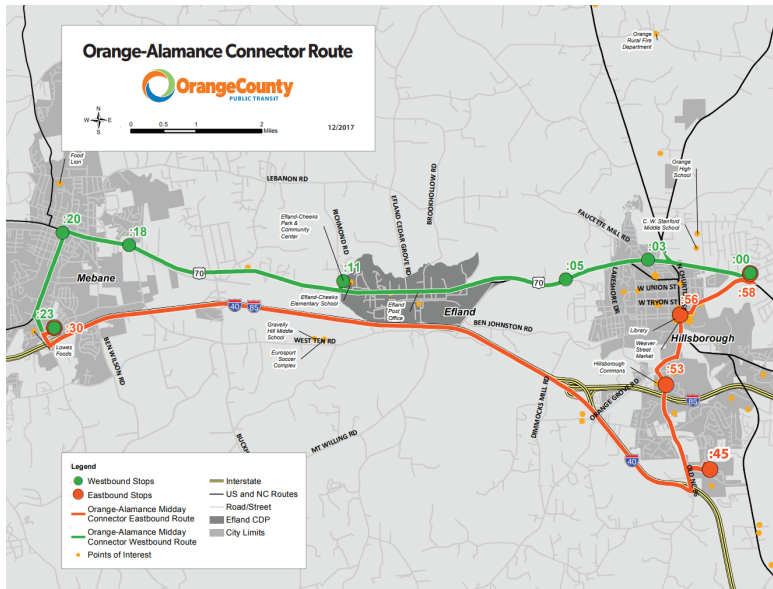 Orange-Alamance Connector Route
OrangeCounty
PUBLIC TRANSIT
N
W
E
S
0
0.5
1
2
Miles
12/2017
Orange
Rural Fire
Department
Food
Lion
LEBANON RD
BROOKHOLLOW RD
EFLAND CEDAR GROVE RD
RICHMOND RD
Orange
High
School
FAUCETTE MILL RD
C. W. Stanford
Middle School
Efland-Cheeks
Park &
Community
Center
:20
:18
:11
:05
:03
:00
:58
70
70
Mebane
LAKESHORE DR
W UNION ST
W TRYON ST
:56
Efland-Cheeks
Elementary School
Efland
Post
Office
Efland
:23
:30
40
85
BEN JOHNSTON RD
Library
Weaver
Street
Market
Hillsborough
Lowes
Foods
BEN WILSON RD
Gravelly
Hill Middle
School
WEST TEN RD
Eurosport
Soccer
Complex
Hillsborough
Commons
:53
DIMMOCKS MILL RD
ORANGE GROVE RD
85
MT WILLING RD
40
:45
OLD NC 86
Legend
Westbound Stops
Eastbound Stops
Orange-Alamance Midday
Connector Eastbound Route
Orange-Alamance Midday
Connector Westbound Route
Points of Interest
Interstate
US and NC Routes
Road/Street
Efland CDP
City Limits